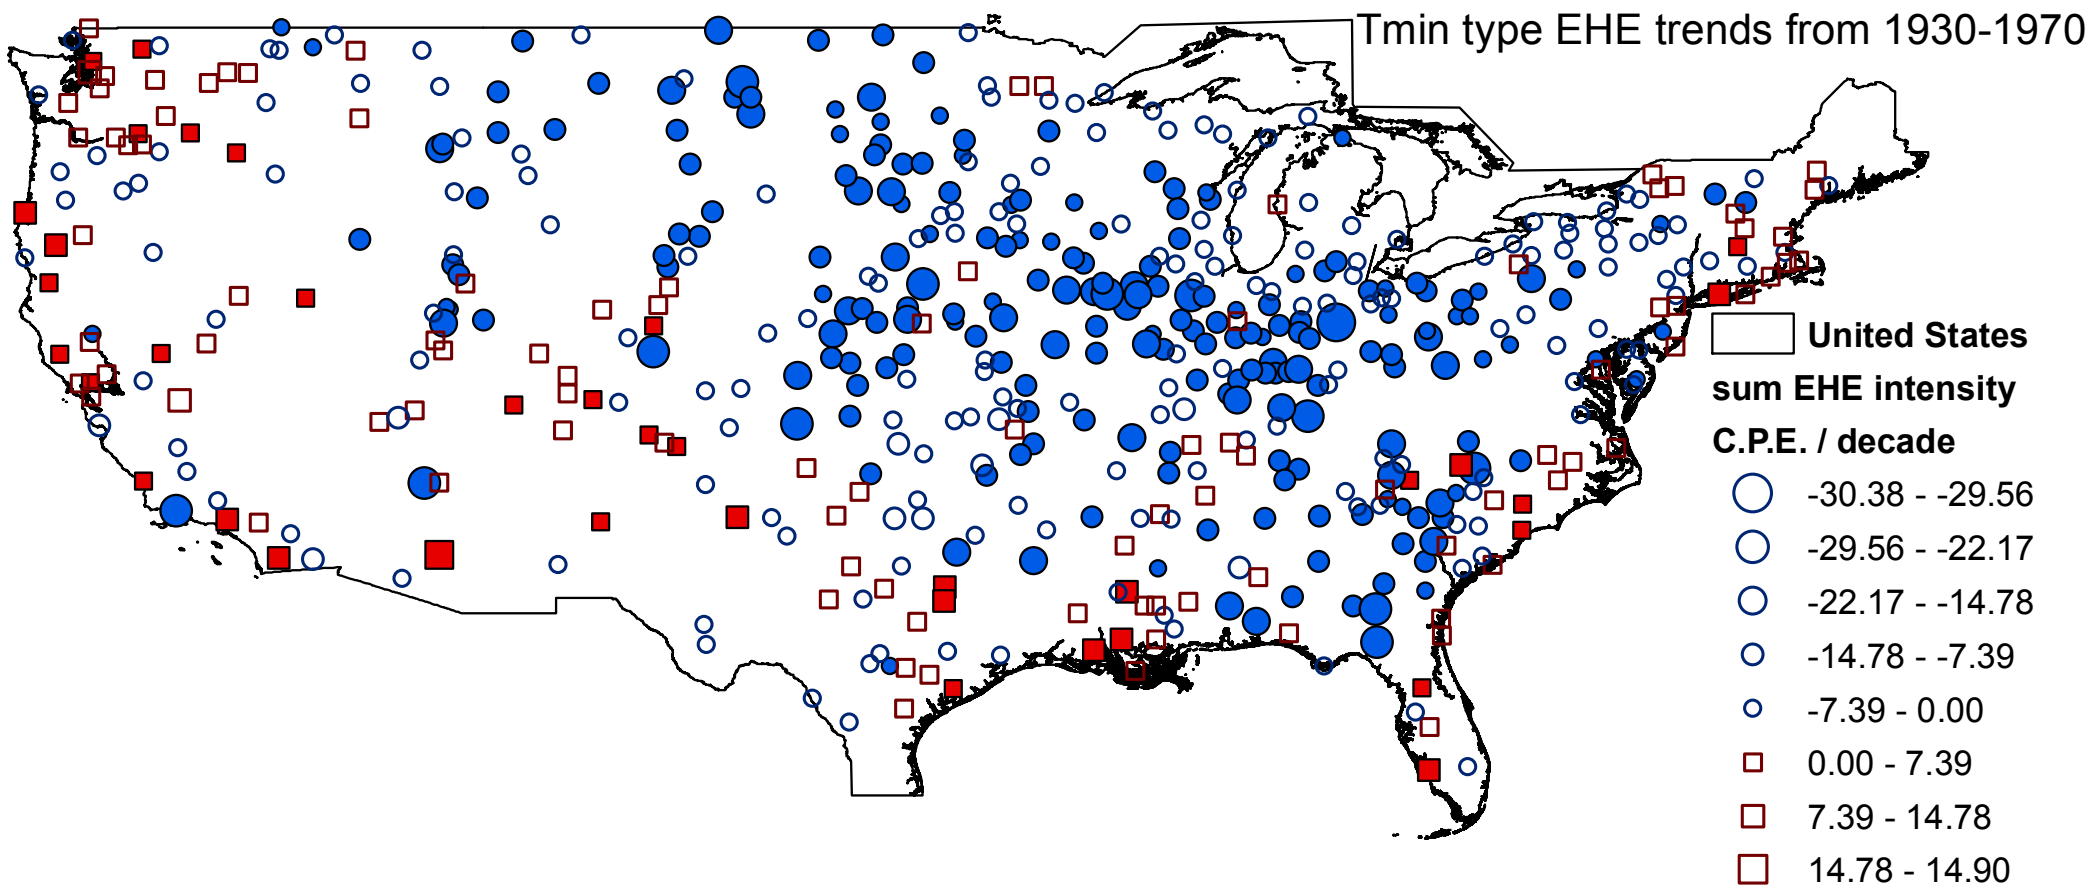 Tmin type EHE trends from 1930-1970
United States
sum EHE intensity
C.P.E. / decade
-30.38 - -29.56
-29.56 - -22.17
-22.17 - -14.78
-14.78 - -7.39
-7.39 - 0.00
0.00 - 7.39
7.39 - 14.78
14.78 - 14.90